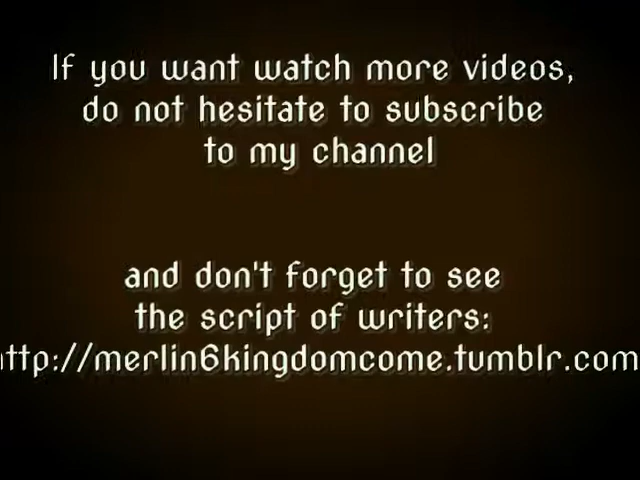 If you want watch more videos,
do not hesitate to subscribe
to my channel
and don't forget to see
the script of writers:
ttp://merlin6kingdomcome.tumblr.com